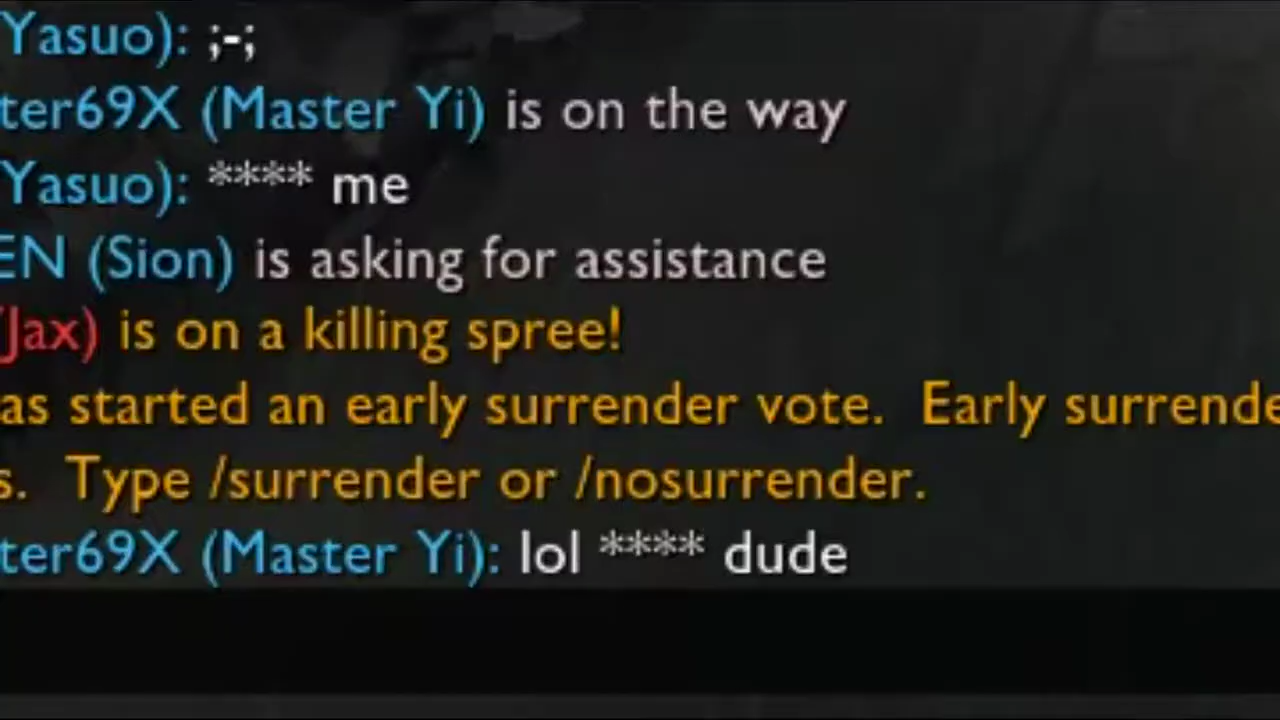 Yasuo): ;-;
ter69X (Master Yi) is on the way
Yasuo): **** me
EN (Sion) is asking for assistance
(Jax) is on a killing spree!
as started an early surrender vote.  Early surrende
s.  Type /surrender or /nosurrender.
ter69X (Master Yi): lol **** dude